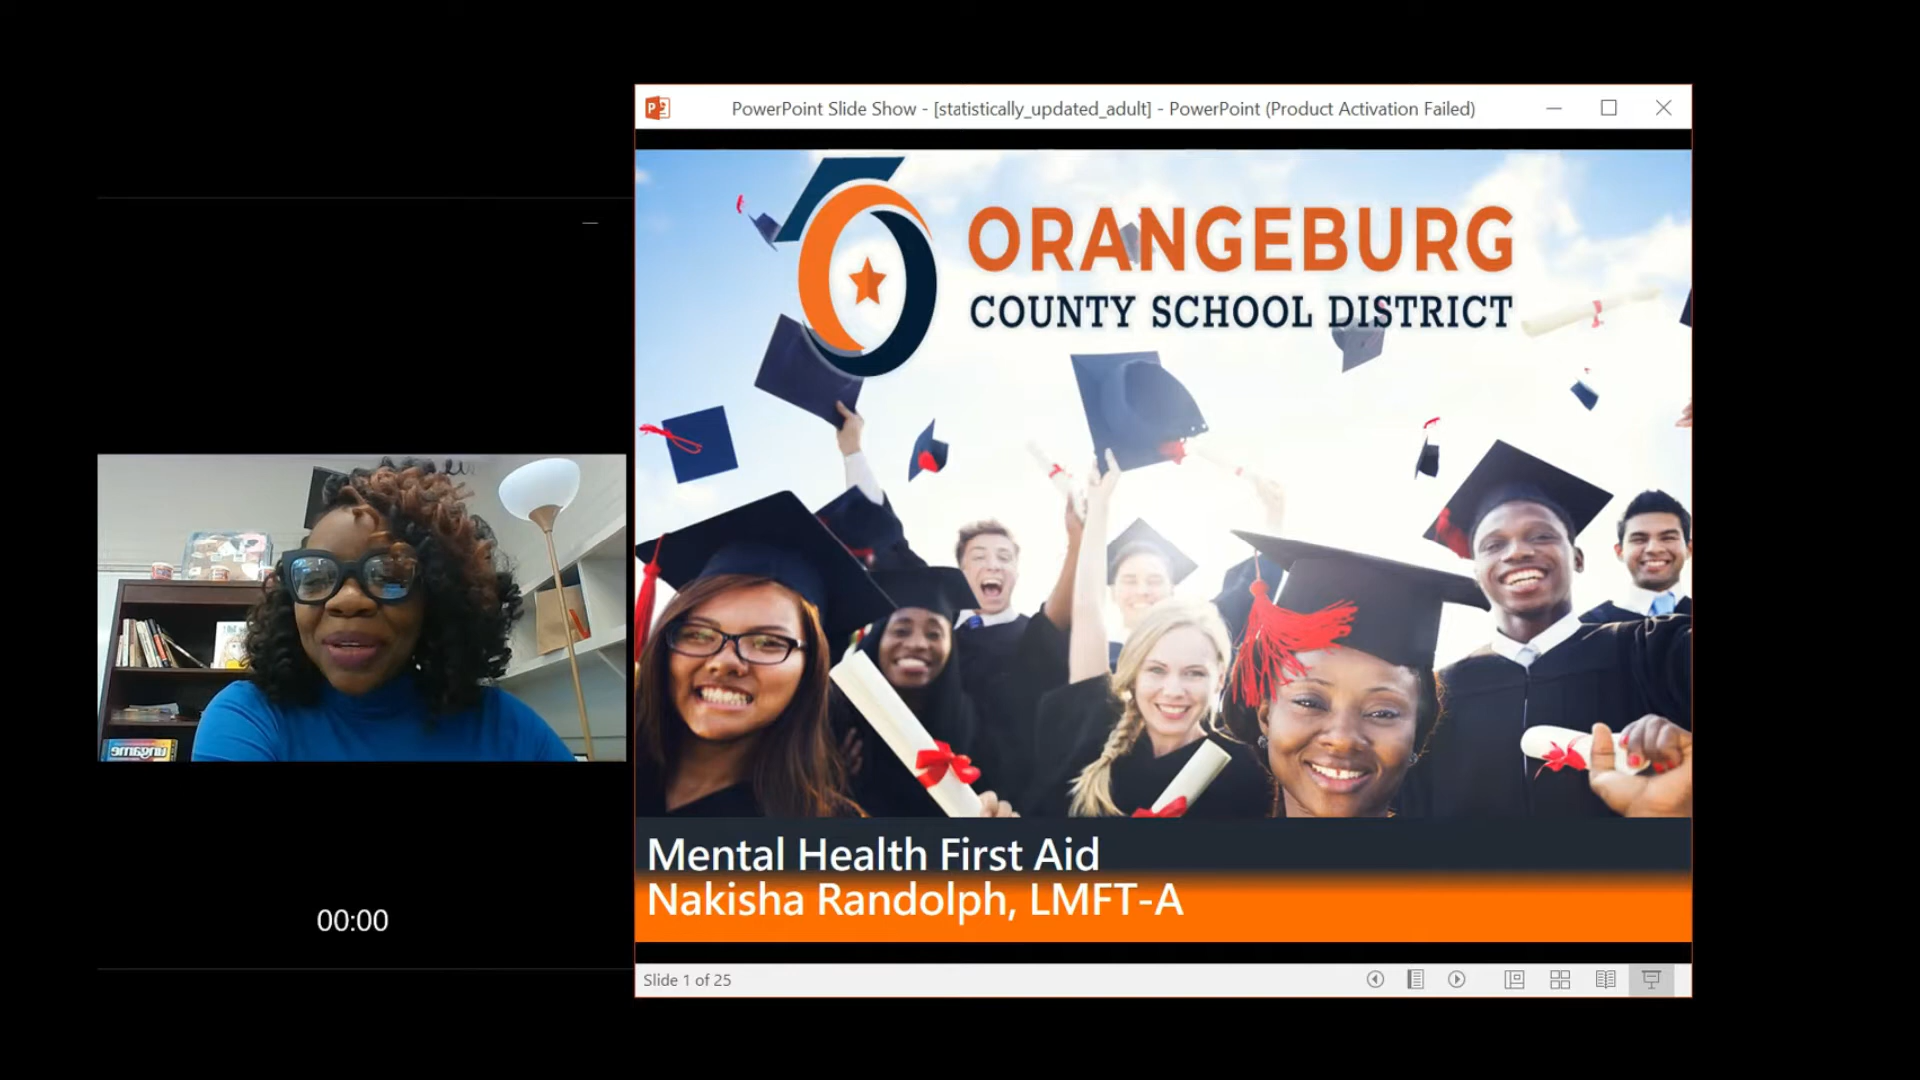 PowerPoint Slide Show - [statistically_updated_adult] - PowerPoint (Product Activation Failed)
ORANGEBURG
COUNTY SCHOOL DISTRICT
Mental Health First Aid
Nakisha Randolph, LMFT-A
00:00
Slide 1 of 25